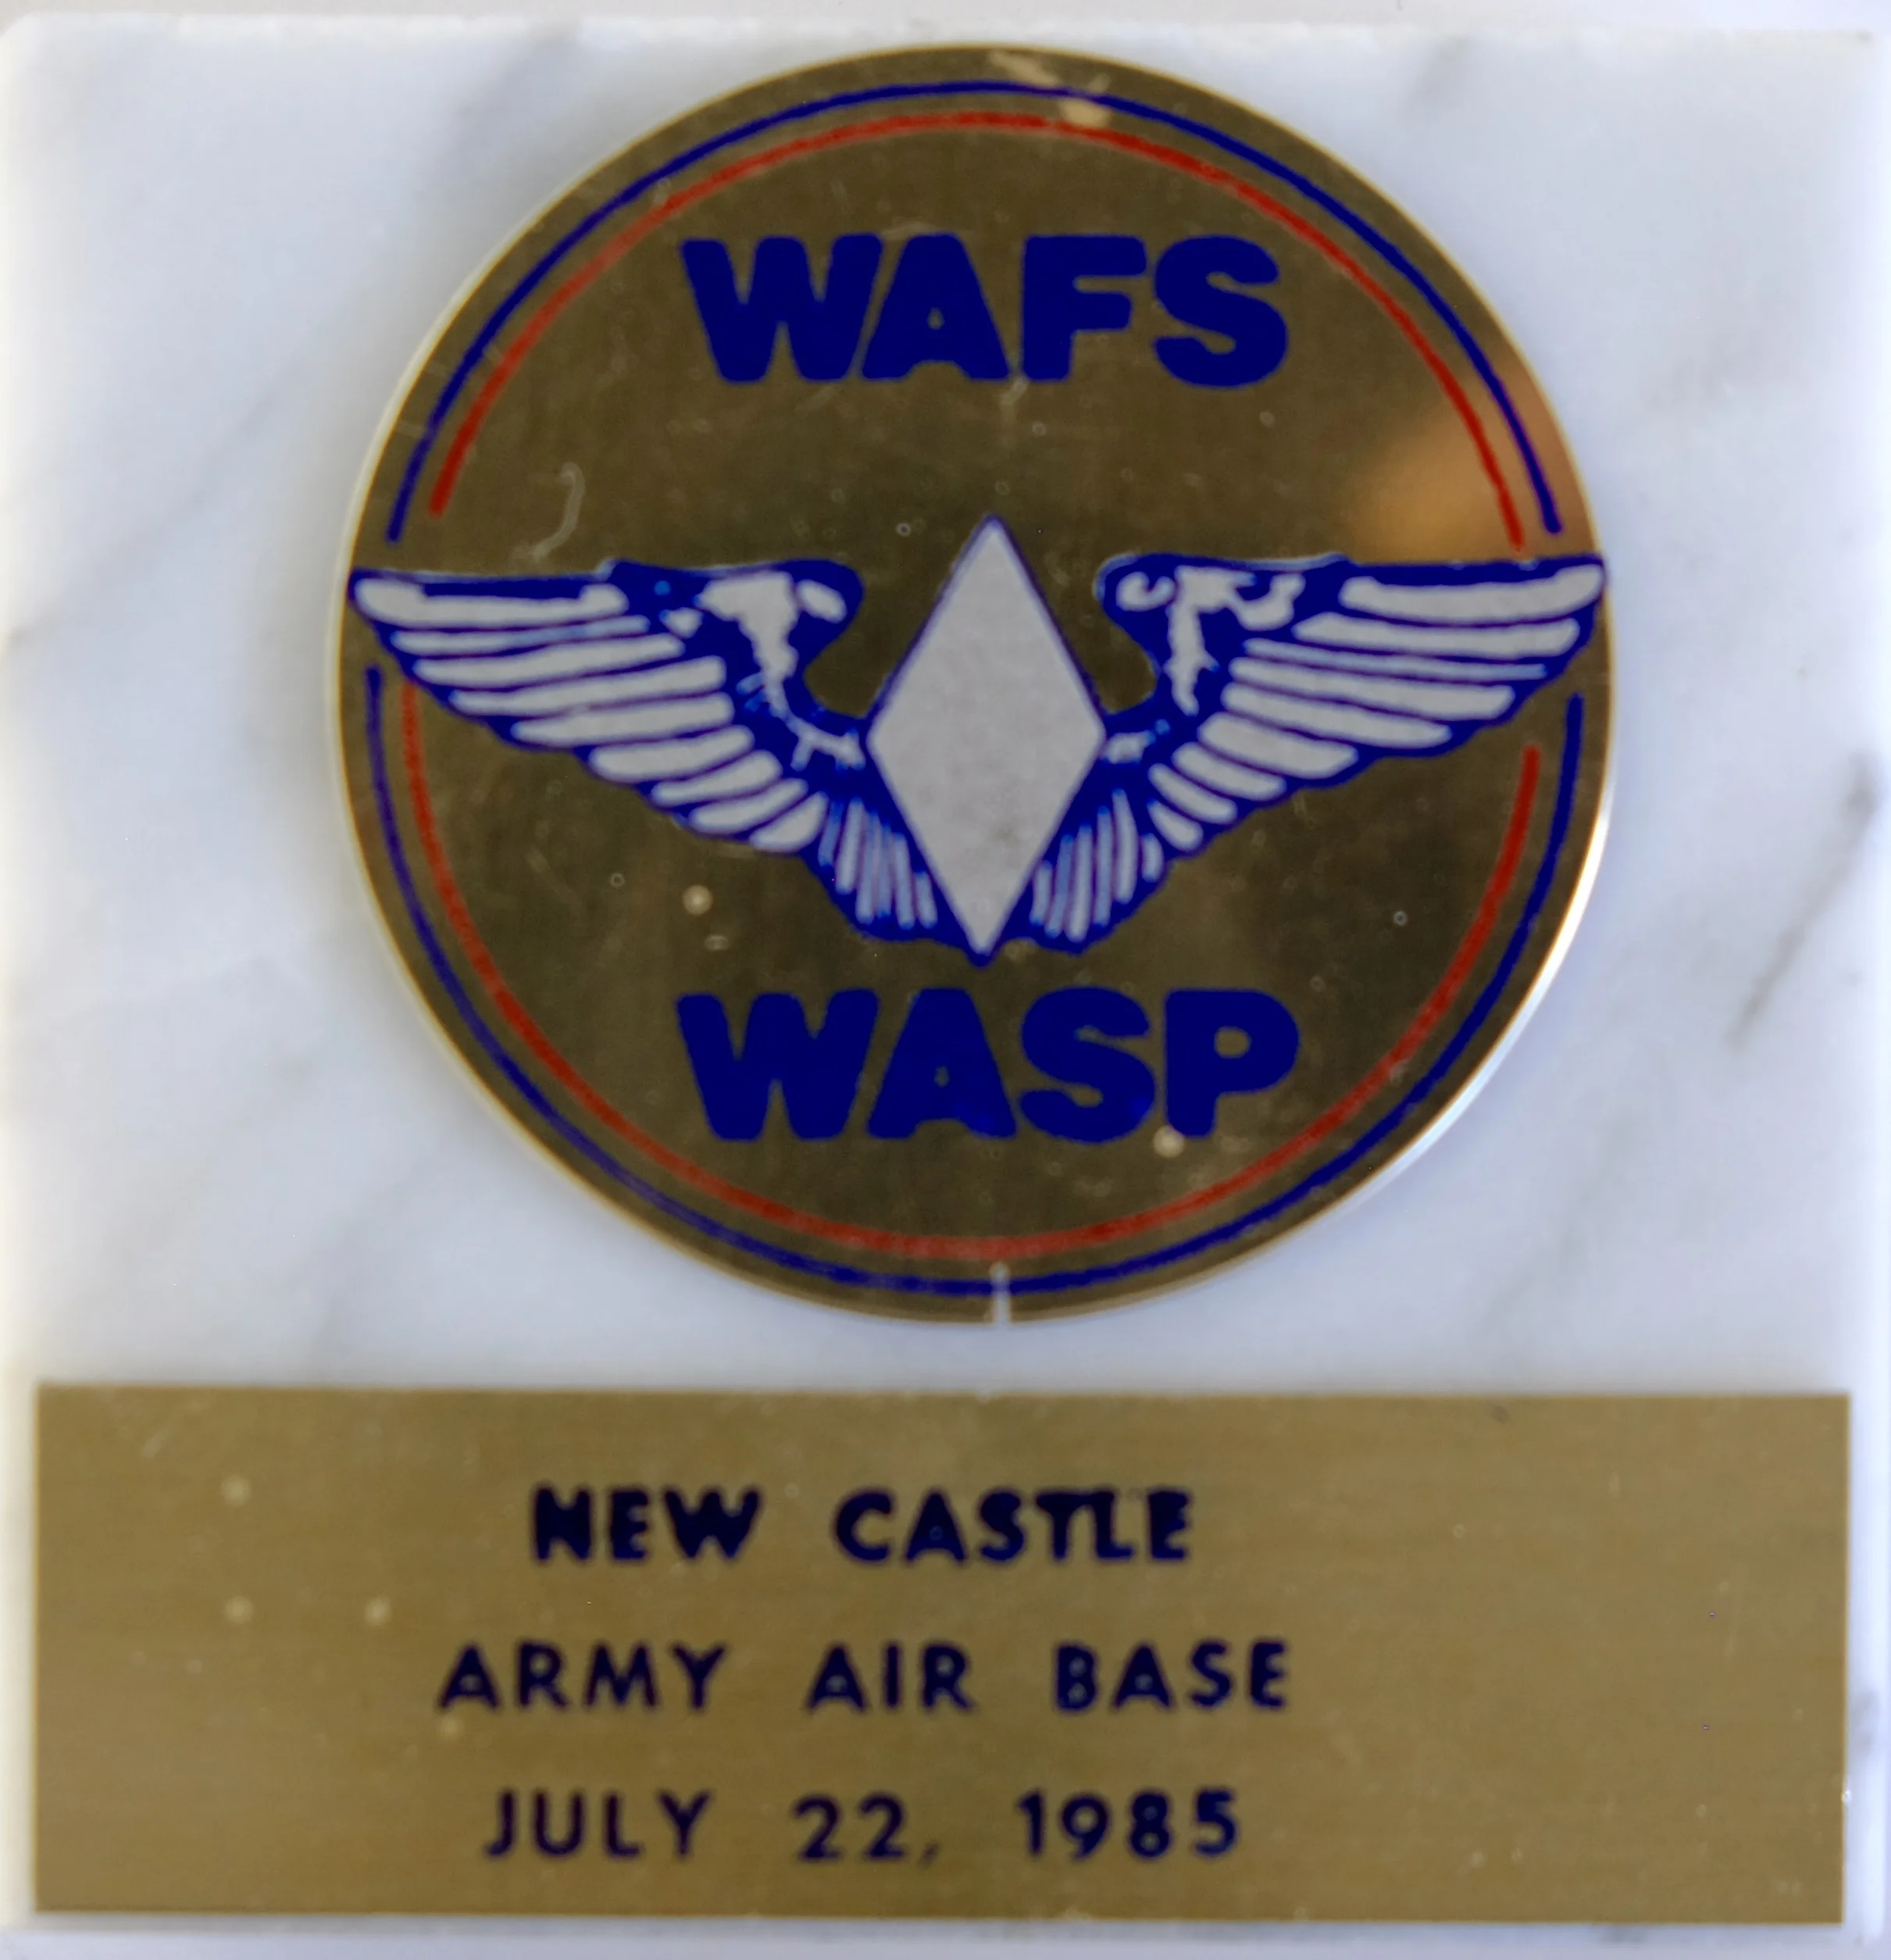 WAFS
WASP
NEW CASTLE
ARMY AIR BASE
JULY 22, 1985